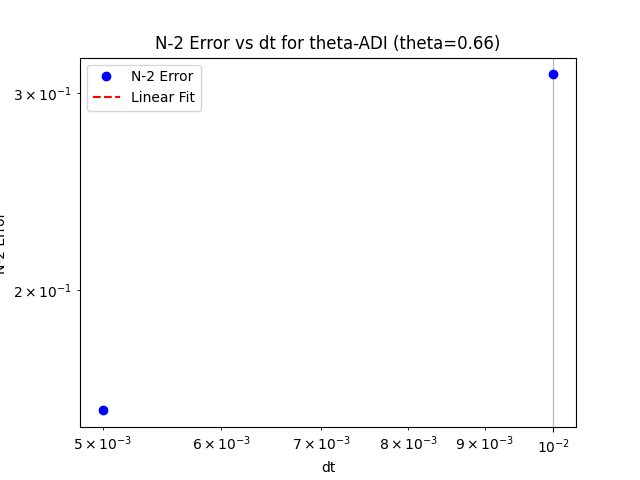 N-2 Error vs dt for theta-ADI (theta=0.66)
N-2 Error
Linear Fit
3 × 10⁻¹
2 × 10⁻¹
N-2 Error
5 × 10⁻³ 6 × 10⁻³ 7 × 10⁻³ 8 × 10⁻³ 9 × 10⁻³ 10⁻²
dt